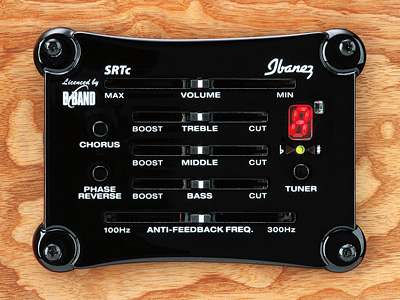 SRTc
Ibanez
Licenced by
B-BAND
MAX VOLUME MIN
BOOST TREBLE CUT
CHORUS
BOOST MIDDLE CUT
PHASE REVERSE
TUNER
BOOST BASS CUT
100Hz ANTI-FEEDBACK FREQ. 300Hz